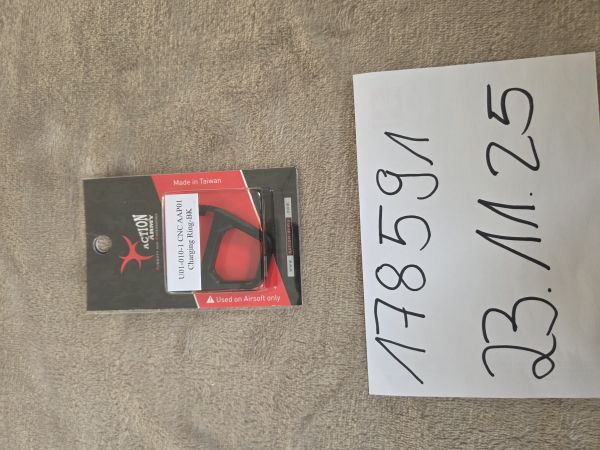 ACTION
ARMY
Made in Taiwan
U01-010-1 CNC AAP01
Charging Ring-BK
Used on Airsoft only
178591
23.11.25